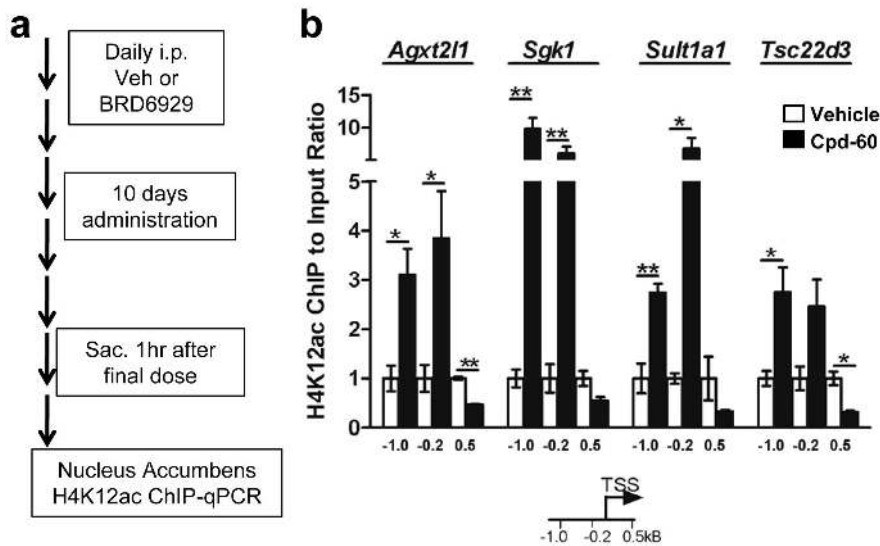 a
Daily i.p.
Veh or
BRD6929
10 days
administration
Sac. 1hr after
final dose
Nucleus Accumbens
H4K12ac ChIP-qPCR
b
Agxt2l1 Sgk1 Sult1a1 Tsc22d3
H4K12ac ChIP to Input Ratio
15
10
5
4
3
2
1
0
Vehicle
Cpd-60
* * **
** **
** *
* *
-1.0 -0.2 0.5 -1.0 -0.2 0.5 -1.0 -0.2 0.5 -1.0 -0.2 0.5
TSS
-1.0 -0.2 0.5kB